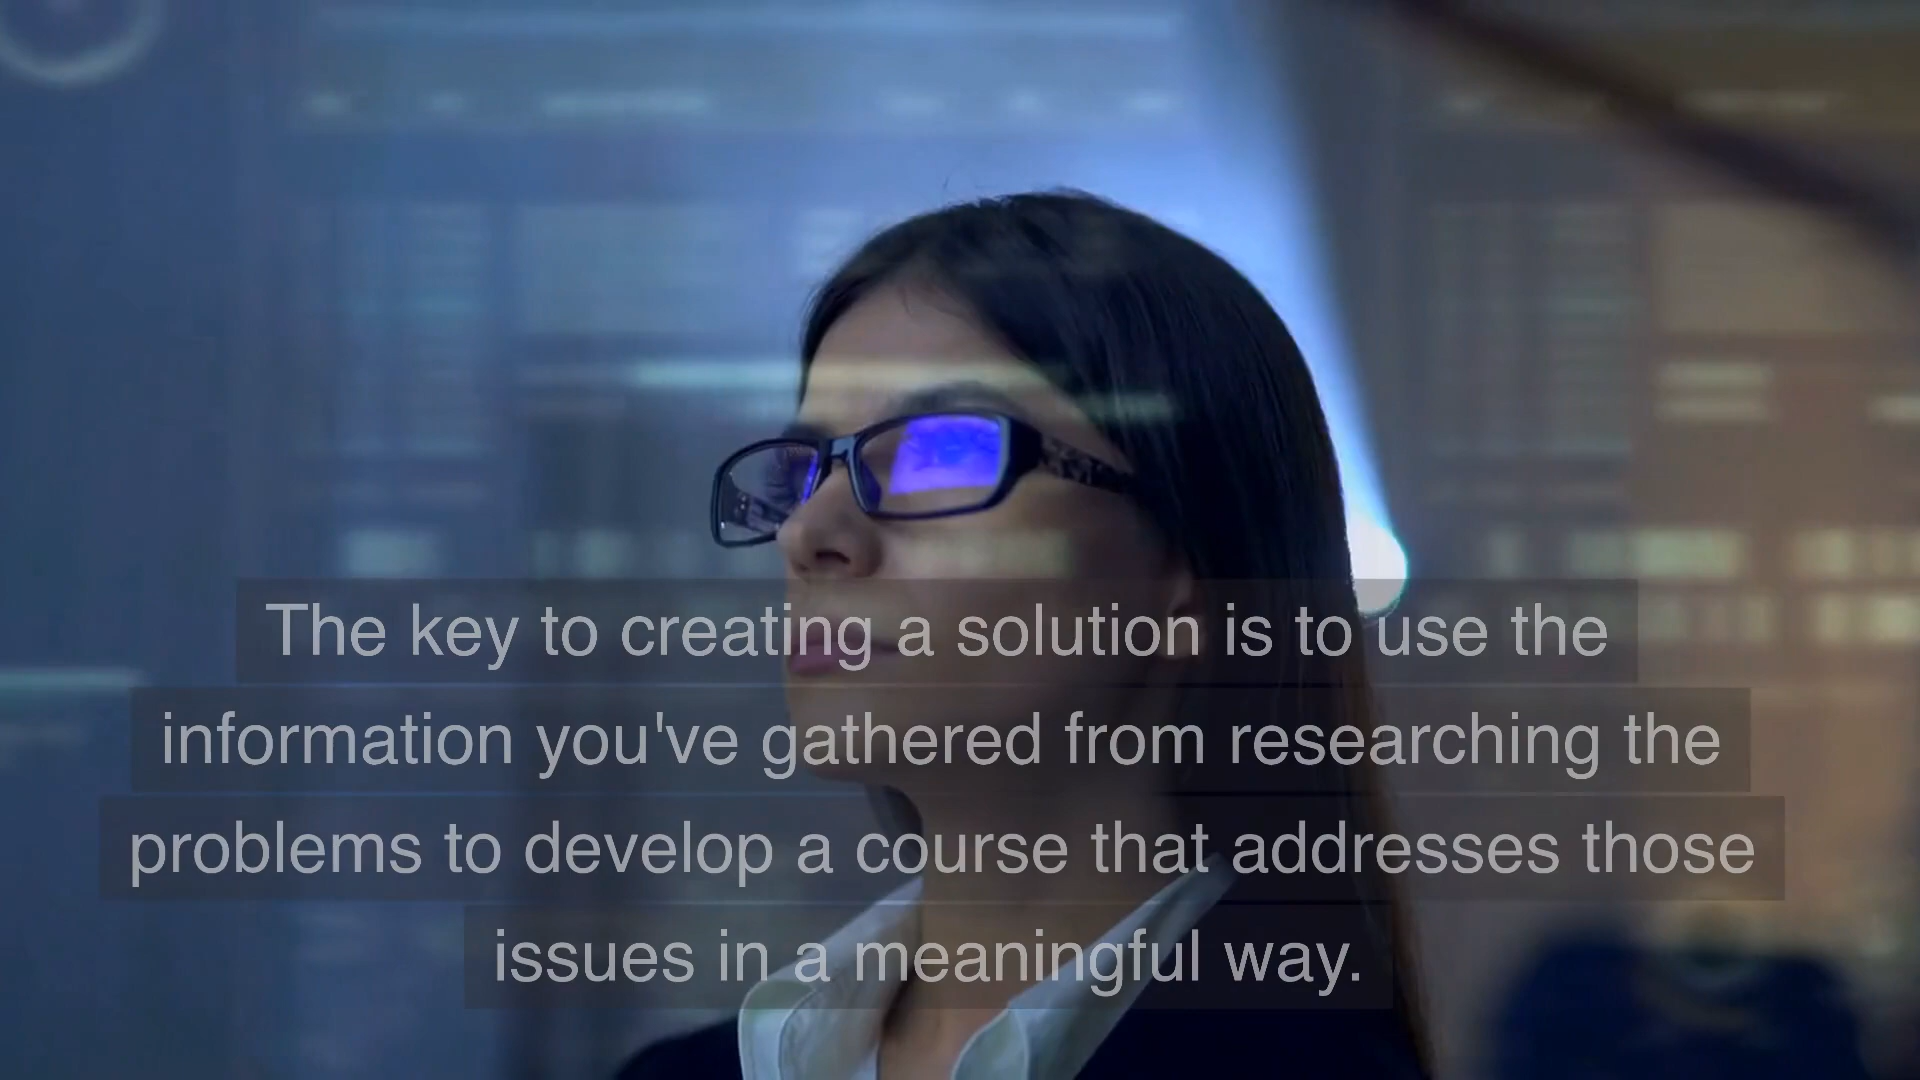 The key to creating a solution is to use the
information you've gathered from researching the
problems to develop a course that addresses those
issues in a meaningful way.